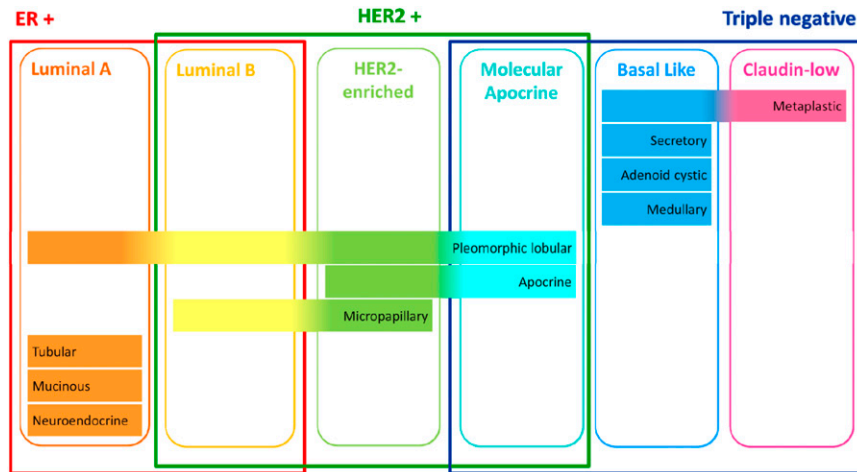 ER +
HER2 +
Triple negative
Luminal A
Luminal B
HER2-
enriched
Molecular
Apocrine
Basal Like
Claudin-low
Metaplastic
Secretory
Adenoid cystic
Medullary
Pleomorphic lobular
Apocrine
Micropapillary
Tubular
Mucinous
Neuroendocrine